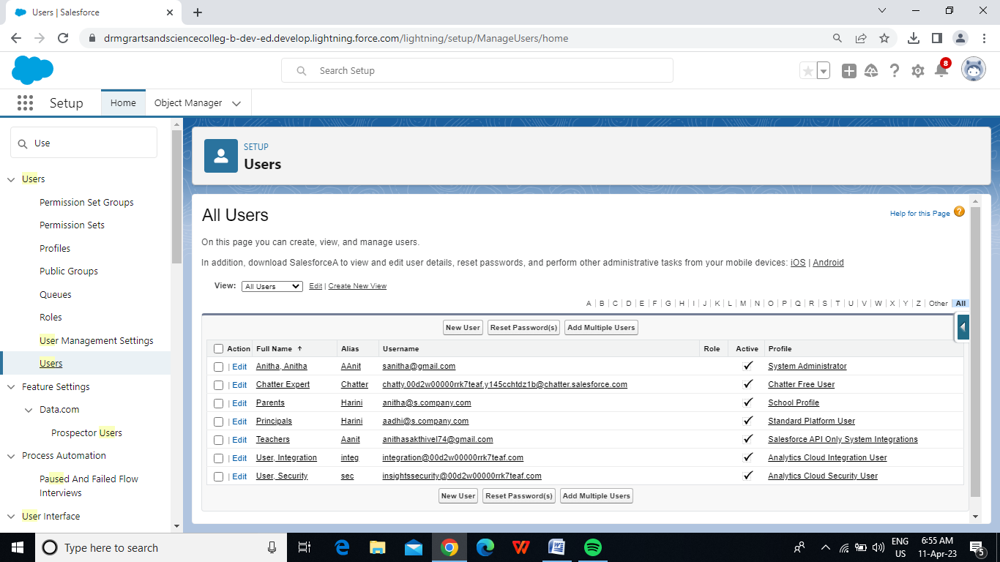 Users | Salesforce
drmgrartsandsciencecolleg-b-dev-ed.develop.lightning.force.com/lightning/setup/ManageUsers/home
Search Setup
8
Setup
Home
Object Manager
Use
Users
Permission Set Groups
Permission Sets
Profiles
Public Groups
Queues
Roles
User Management Settings
Users
Feature Settings
Data.com
Prospector Users
Process Automation
Paused And Failed Flow
Interviews
User Interface
SETUP
Users
All Users
Help for this Page ?
On this page you can create, view, and manage users.
In addition, download SalesforceA to view and edit user details, reset passwords, and perform other administrative tasks from your mobile devices: iOS | Android
View: All Users Edit | Create New View
A | B | C | D | E | F | G | H | I | J | K | L | M | N | O | P | Q | R | S | T | U | V | W | X | Y | Z | Other | All
New User Reset Password(s) Add Multiple Users
Action Full Name ↑ Alias Username Role Active Profile
| Edit Anitha, Anitha AAnit sanitha@gmail.com ✓ System Administrator
| Edit Chatter Expert Chatter chatty.00d2w00000rrk7teaf.y145cchtdz1b@chatter.salesforce.com ✓ Chatter Free User
| Edit Parents Harini anitha@s.company.com ✓ School Profile
| Edit Principals Harini aadhi@s.company.com ✓ Standard Platform User
| Edit Teachers Aanit anithasakthivel74@gmail.com ✓ Salesforce API Only System Integrations
| Edit User, Integration integ integration@00d2w00000rrk7teaf.com ✓ Analytics Cloud Integration User
| Edit User, Security sec insightssecurity@00d2w00000rrk7teaf.com ✓ Analytics Cloud Security User
New User Reset Password(s) Add Multiple Users
Type here to search
ENG
US
6:55 AM
11-Apr-23
5